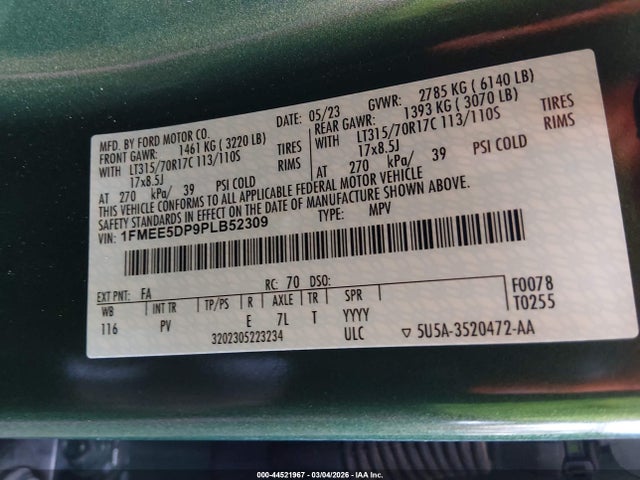 MFD. BY FORD MOTOR CO.
DATE: 05/23 GVWR: 2785 KG ( 6140 LB)
FRONT GAWR: 1461 KG ( 3220 LB) REAR GAWR: 1393 KG ( 3070 LB)
WITH LT315/70R17C 113/110S TIRES WITH LT315/70R17C 113/110S TIRES
17x8.5J RIMS 17x8.5J RIMS
AT 270 kPa/ 39 PSI COLD AT 270 kPa/ 39 PSI COLD
THIS VEHICLE CONFORMS TO ALL APPLICABLE FEDERAL MOTOR VEHICLE
SAFETY STANDARDS IN EFFECT ON THE DATE OF MANUFACTURE SHOWN ABOVE.
VIN: 1FMEE5DP9PLB52309 TYPE: MPV
EXT PNT: FA RC: 70 DSO: F0078
WB INT TR TP/PS R AXLE TR SPR T0255
116 PV E 7L T YYYY
3202305223234 ULC ▽ 5U5A-3520472-AA
000-44521967 - 03/04/2026 - IAA Inc.